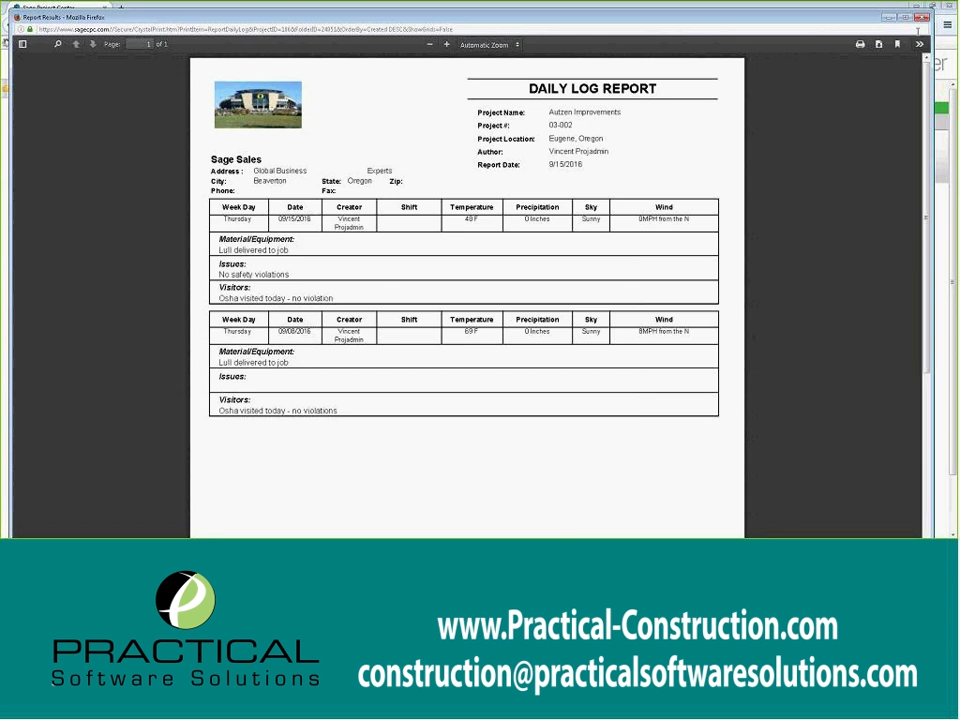 Report Results - Mozilla Firefox
Page: 1 of 1
Automatic Zoom
DAILY LOG REPORT
Project Name: Autzen Improvements
Project #: 03-002
Project Location: Eugene, Oregon
Author: Vincent Projadmin
Report Date: 9/15/2016
Sage Sales
Address : Global Business Experts
City: Beaverton State: Oregon Zip:
Phone: Fax:
Week Day Date Creator Shift Temperature Precipitation Sky Wind
Thursday 09/15/2016 Vincent 48 F 0 Inches Sunny 0MPH from the N
Projadmin
Material/Equipment:
Lull delivered to job
Issues:
No safety violations
Visitors:
Osha visited today - no violation
Week Day Date Creator Shift Temperature Precipitation Sky Wind
Thursday 09/08/2016 Vincent 69 F 0 Inches Sunny 8MPH from the N
Projadmin
Material/Equipment:
Lull delivered to job
Issues:
Visitors:
Osha visited today - no violations
PRACTICAL
Software Solutions
www.Practical-Construction.com
construction@practicalsoftwaresolutions.com